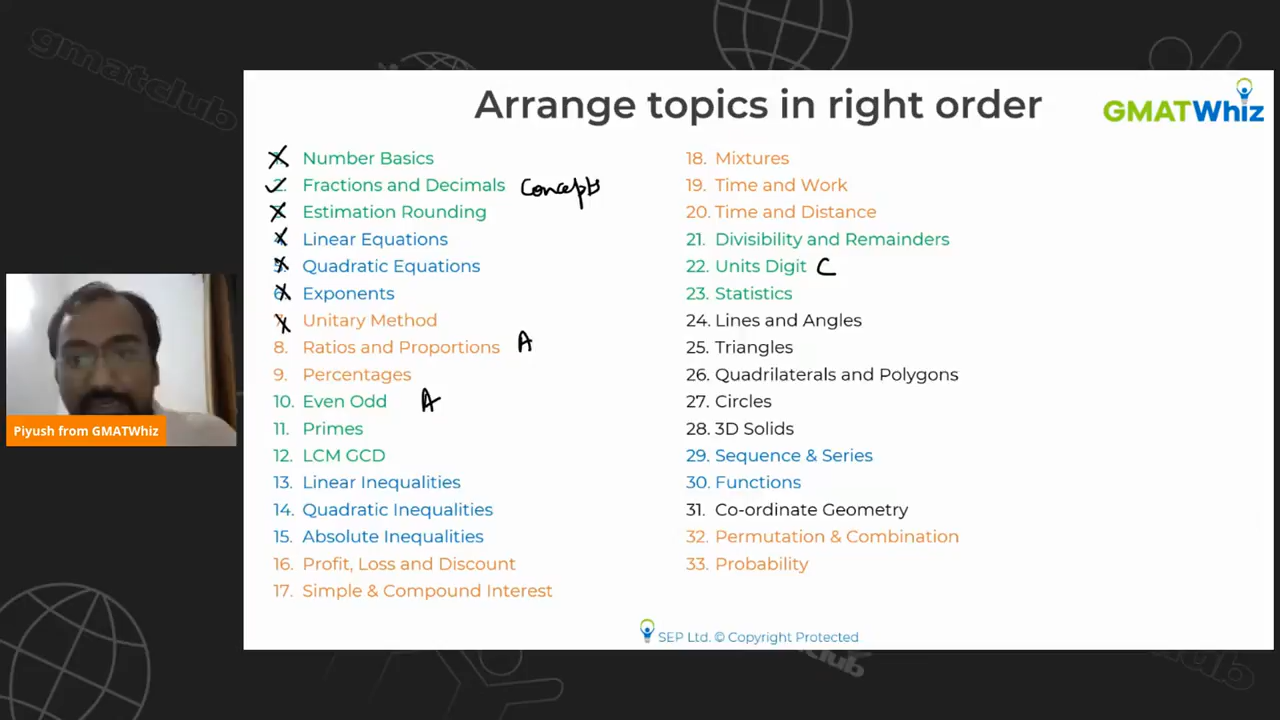 gmatclub
Arrange topics in right order
GMATWhiz
Number Basics
2. Fractions and Decimals Concepts
Estimation Rounding
Linear Equations
Quadratic Equations
Exponents
Unitary Method
8. Ratios and Proportions A
9. Percentages
10. Even Odd A
11. Primes
12. LCM GCD
13. Linear Inequalities
14. Quadratic Inequalities
15. Absolute Inequalities
16. Profit, Loss and Discount
17. Simple & Compound Interest
18. Mixtures
19. Time and Work
20. Time and Distance
21. Divisibility and Remainders
22. Units Digit C
23. Statistics
24. Lines and Angles
25. Triangles
26. Quadrilaterals and Polygons
27. Circles
28. 3D Solids
29. Sequence & Series
30. Functions
31. Co-ordinate Geometry
32. Permutation & Combination
33. Probability
Piyush from GMATWhiz
SEP Ltd. © Copyright Protected